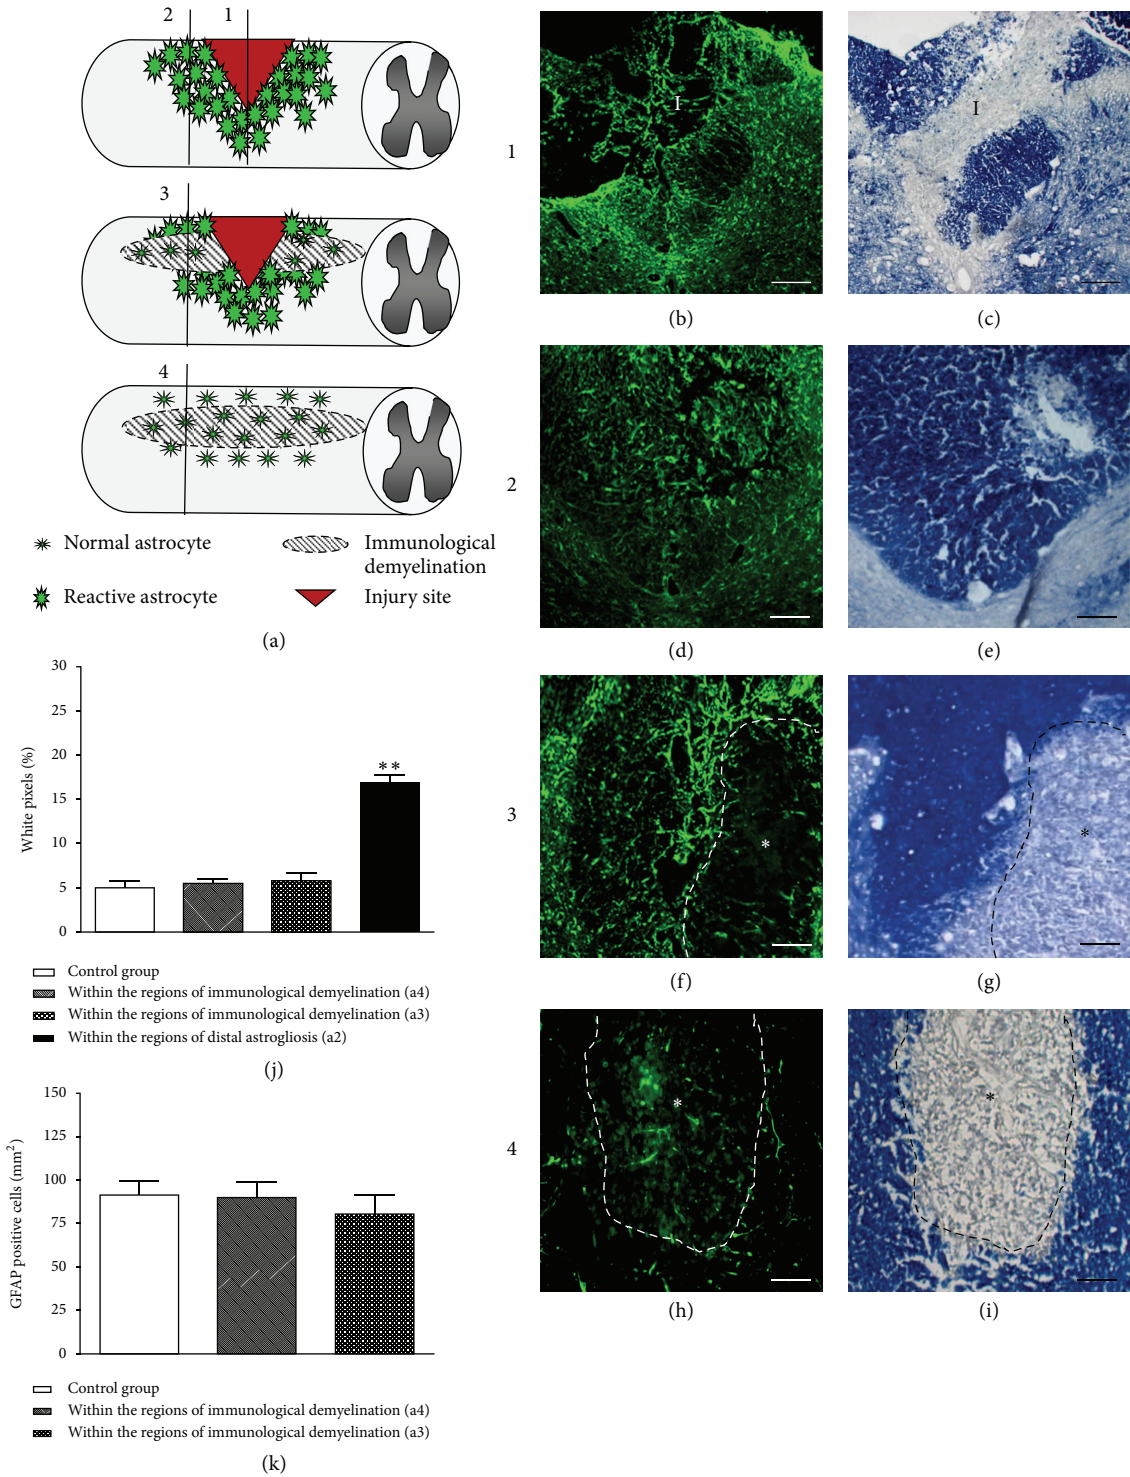 2 1
3
4
Normal astrocyte
Immunological
demyelination
Reactive astrocyte
Injury site
(a)
1
I
I
(b)
(c)
2
(d)
(e)
3
*
*
(f)
(g)
4
*
*
(h)
(i)
White pixels (%)
30
25
20
15
10
5
0
**
Control group
Within the regions of immunological demyelination (a4)
Within the regions of immunological demyelination (a3)
Within the regions of distal astrogliosis (a2)
(j)
GFAP positive cells (mm²)
150
125
100
75
50
25
0
Control group
Within the regions of immunological demyelination (a4)
Within the regions of immunological demyelination (a3)
(k)